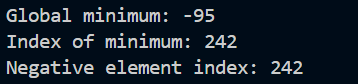 Global minimum: -95
Index of minimum: 242
Negative element index: 242